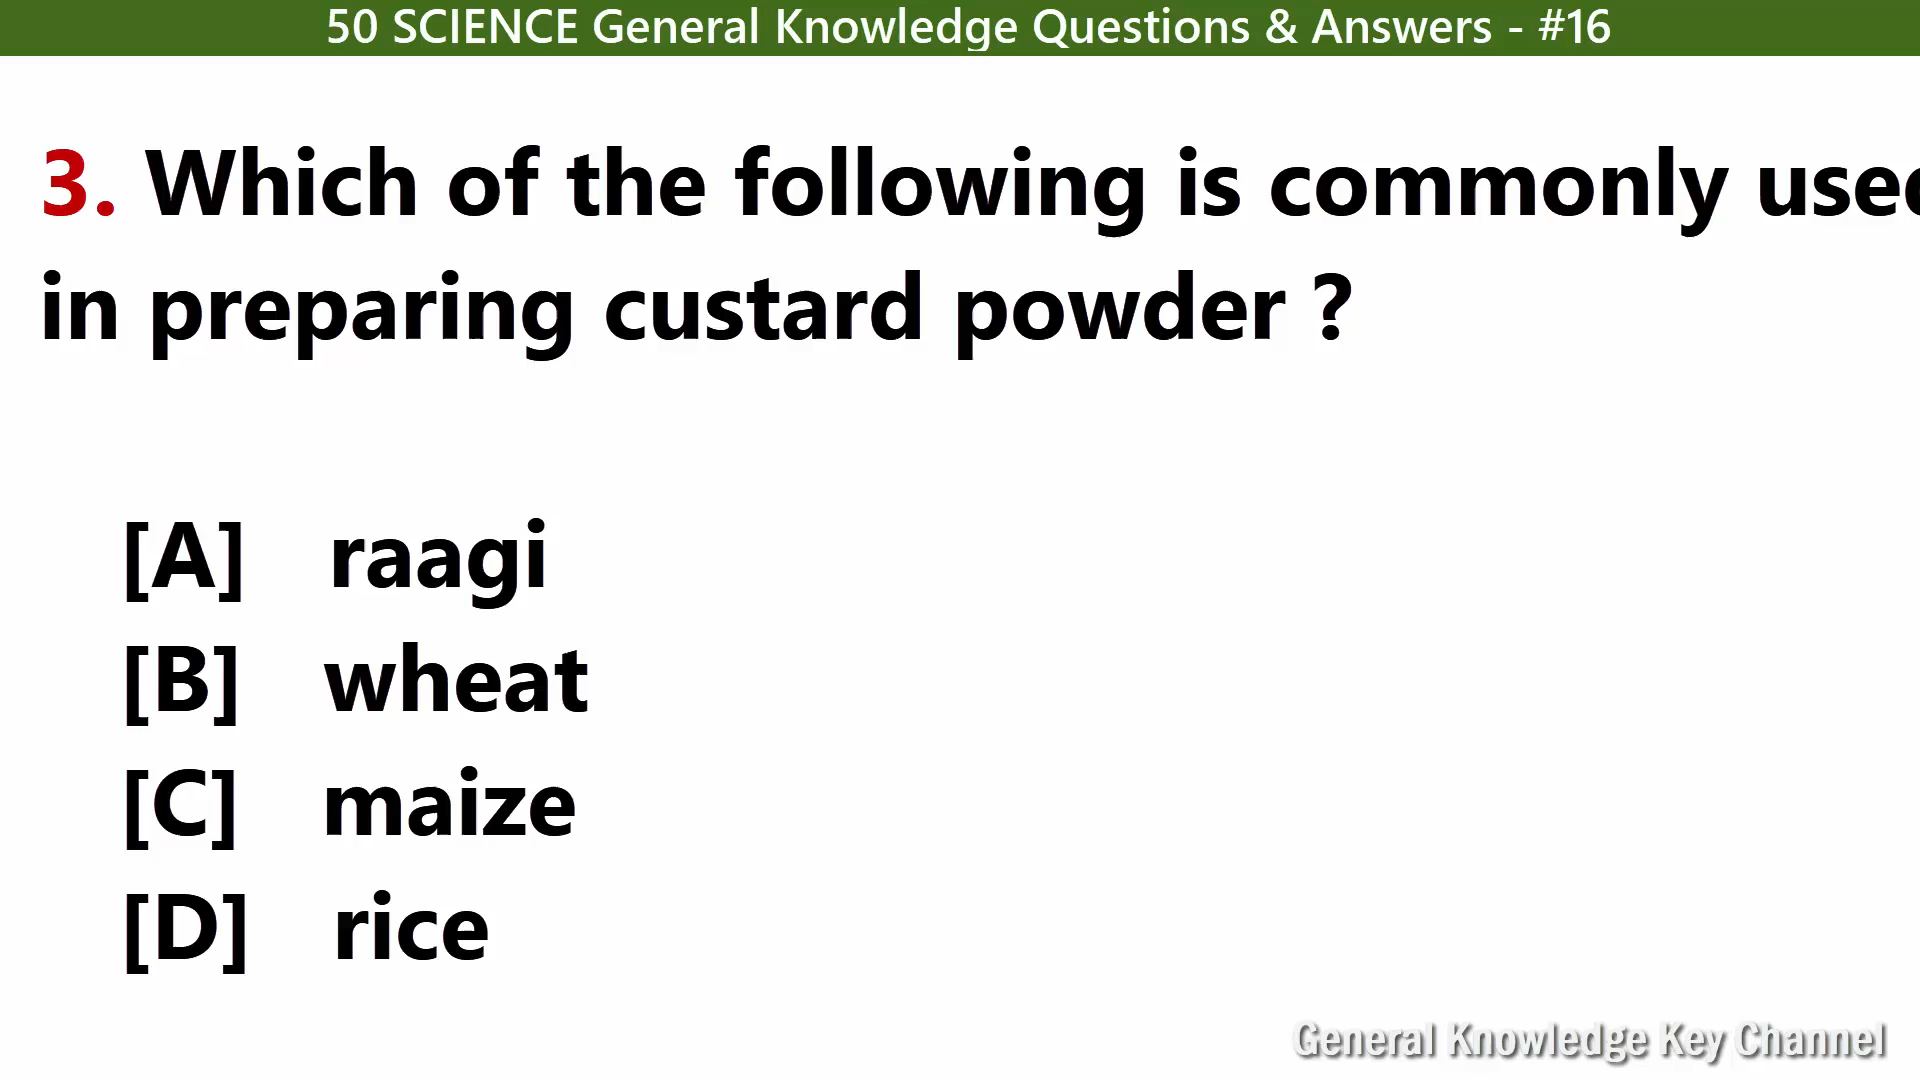 50 SCIENCE General Knowledge Questions & Answers - #16
3. Which of the following is commonly used
in preparing custard powder ?
[A] raagi
[B] wheat
[C] maize
[D] rice
General Knowledge Key Channel